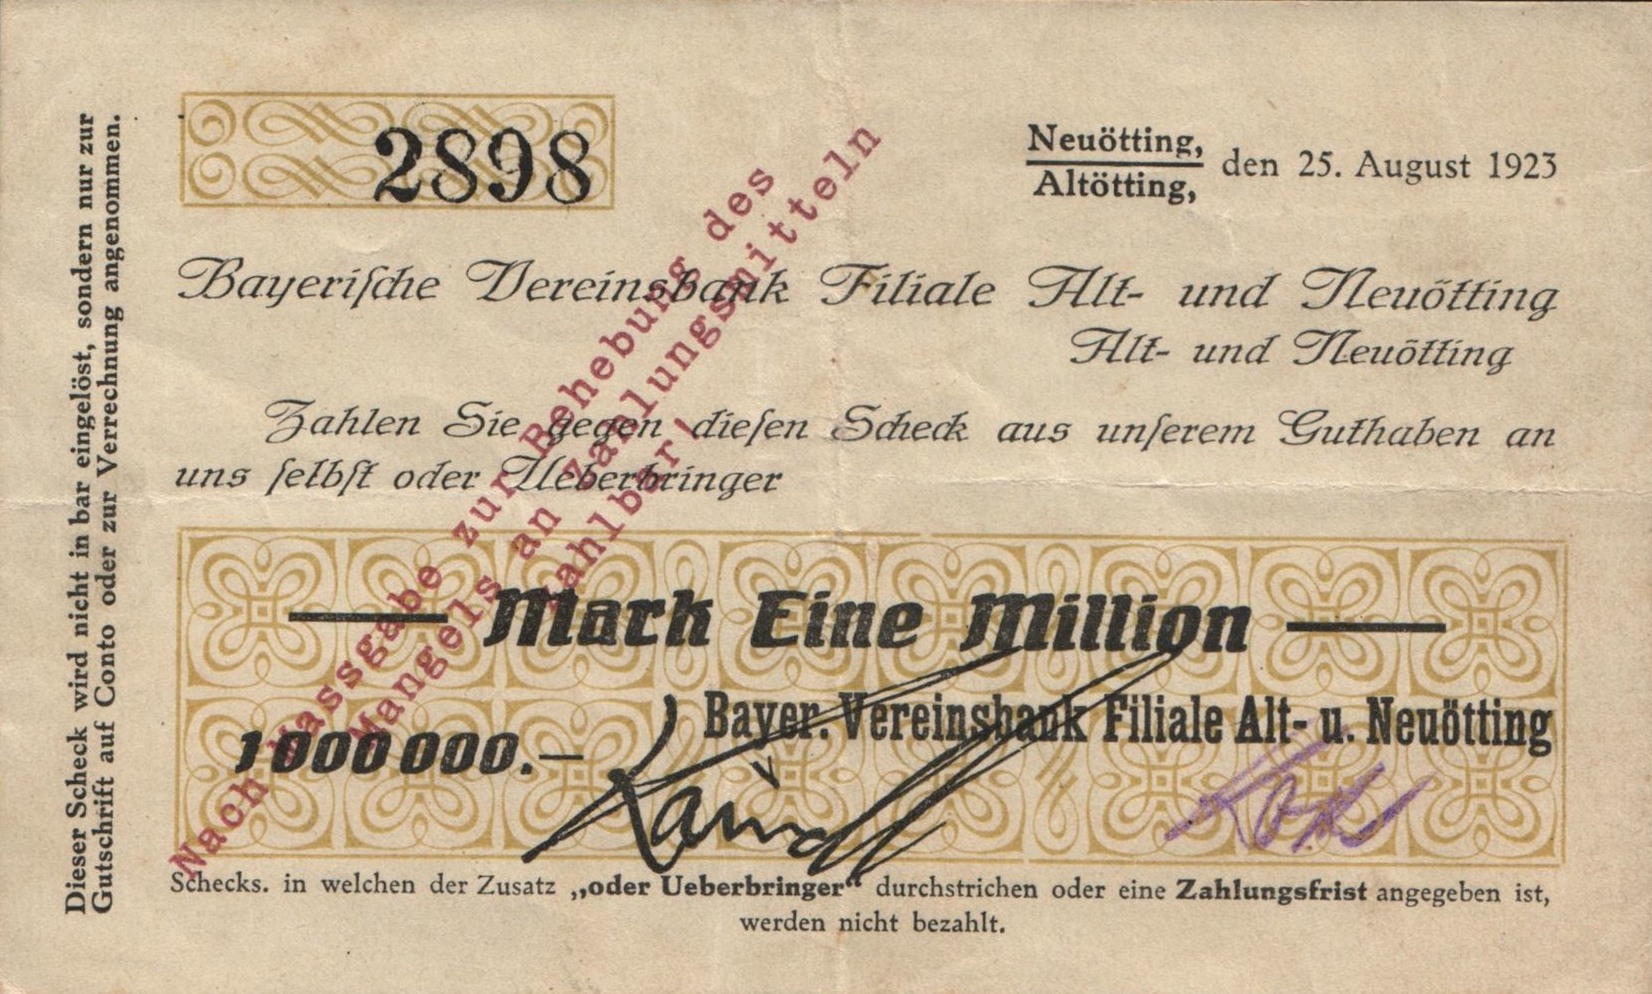 Dieser Scheck wird nicht in bar eingelöst, sondern nur zur
Gutschrift auf Conto oder zur Verrechnung angenommen.
2898
Neuötting,
Altötting,
den 25. August 1923
Bayerische Vereinsbank Filiale Alt- und Neuötting
Alt- und Neuötting
Zahlen Sie gegen diesen Scheck aus unserem Guthaben an
uns selbst oder Ueberbringer
Nach Massgabe zur Behebung des
Mangels an Zahlungsmitteln
zahlbar!
Mark Eine Million
Bayer. Vereinsbank Filiale Alt- u. Neuötting
1000000.-
Schecks. in welchen der Zusatz „oder Ueberbringer“ durchstrichen oder eine Zahlungsfrist angegeben ist,
werden nicht bezahlt.